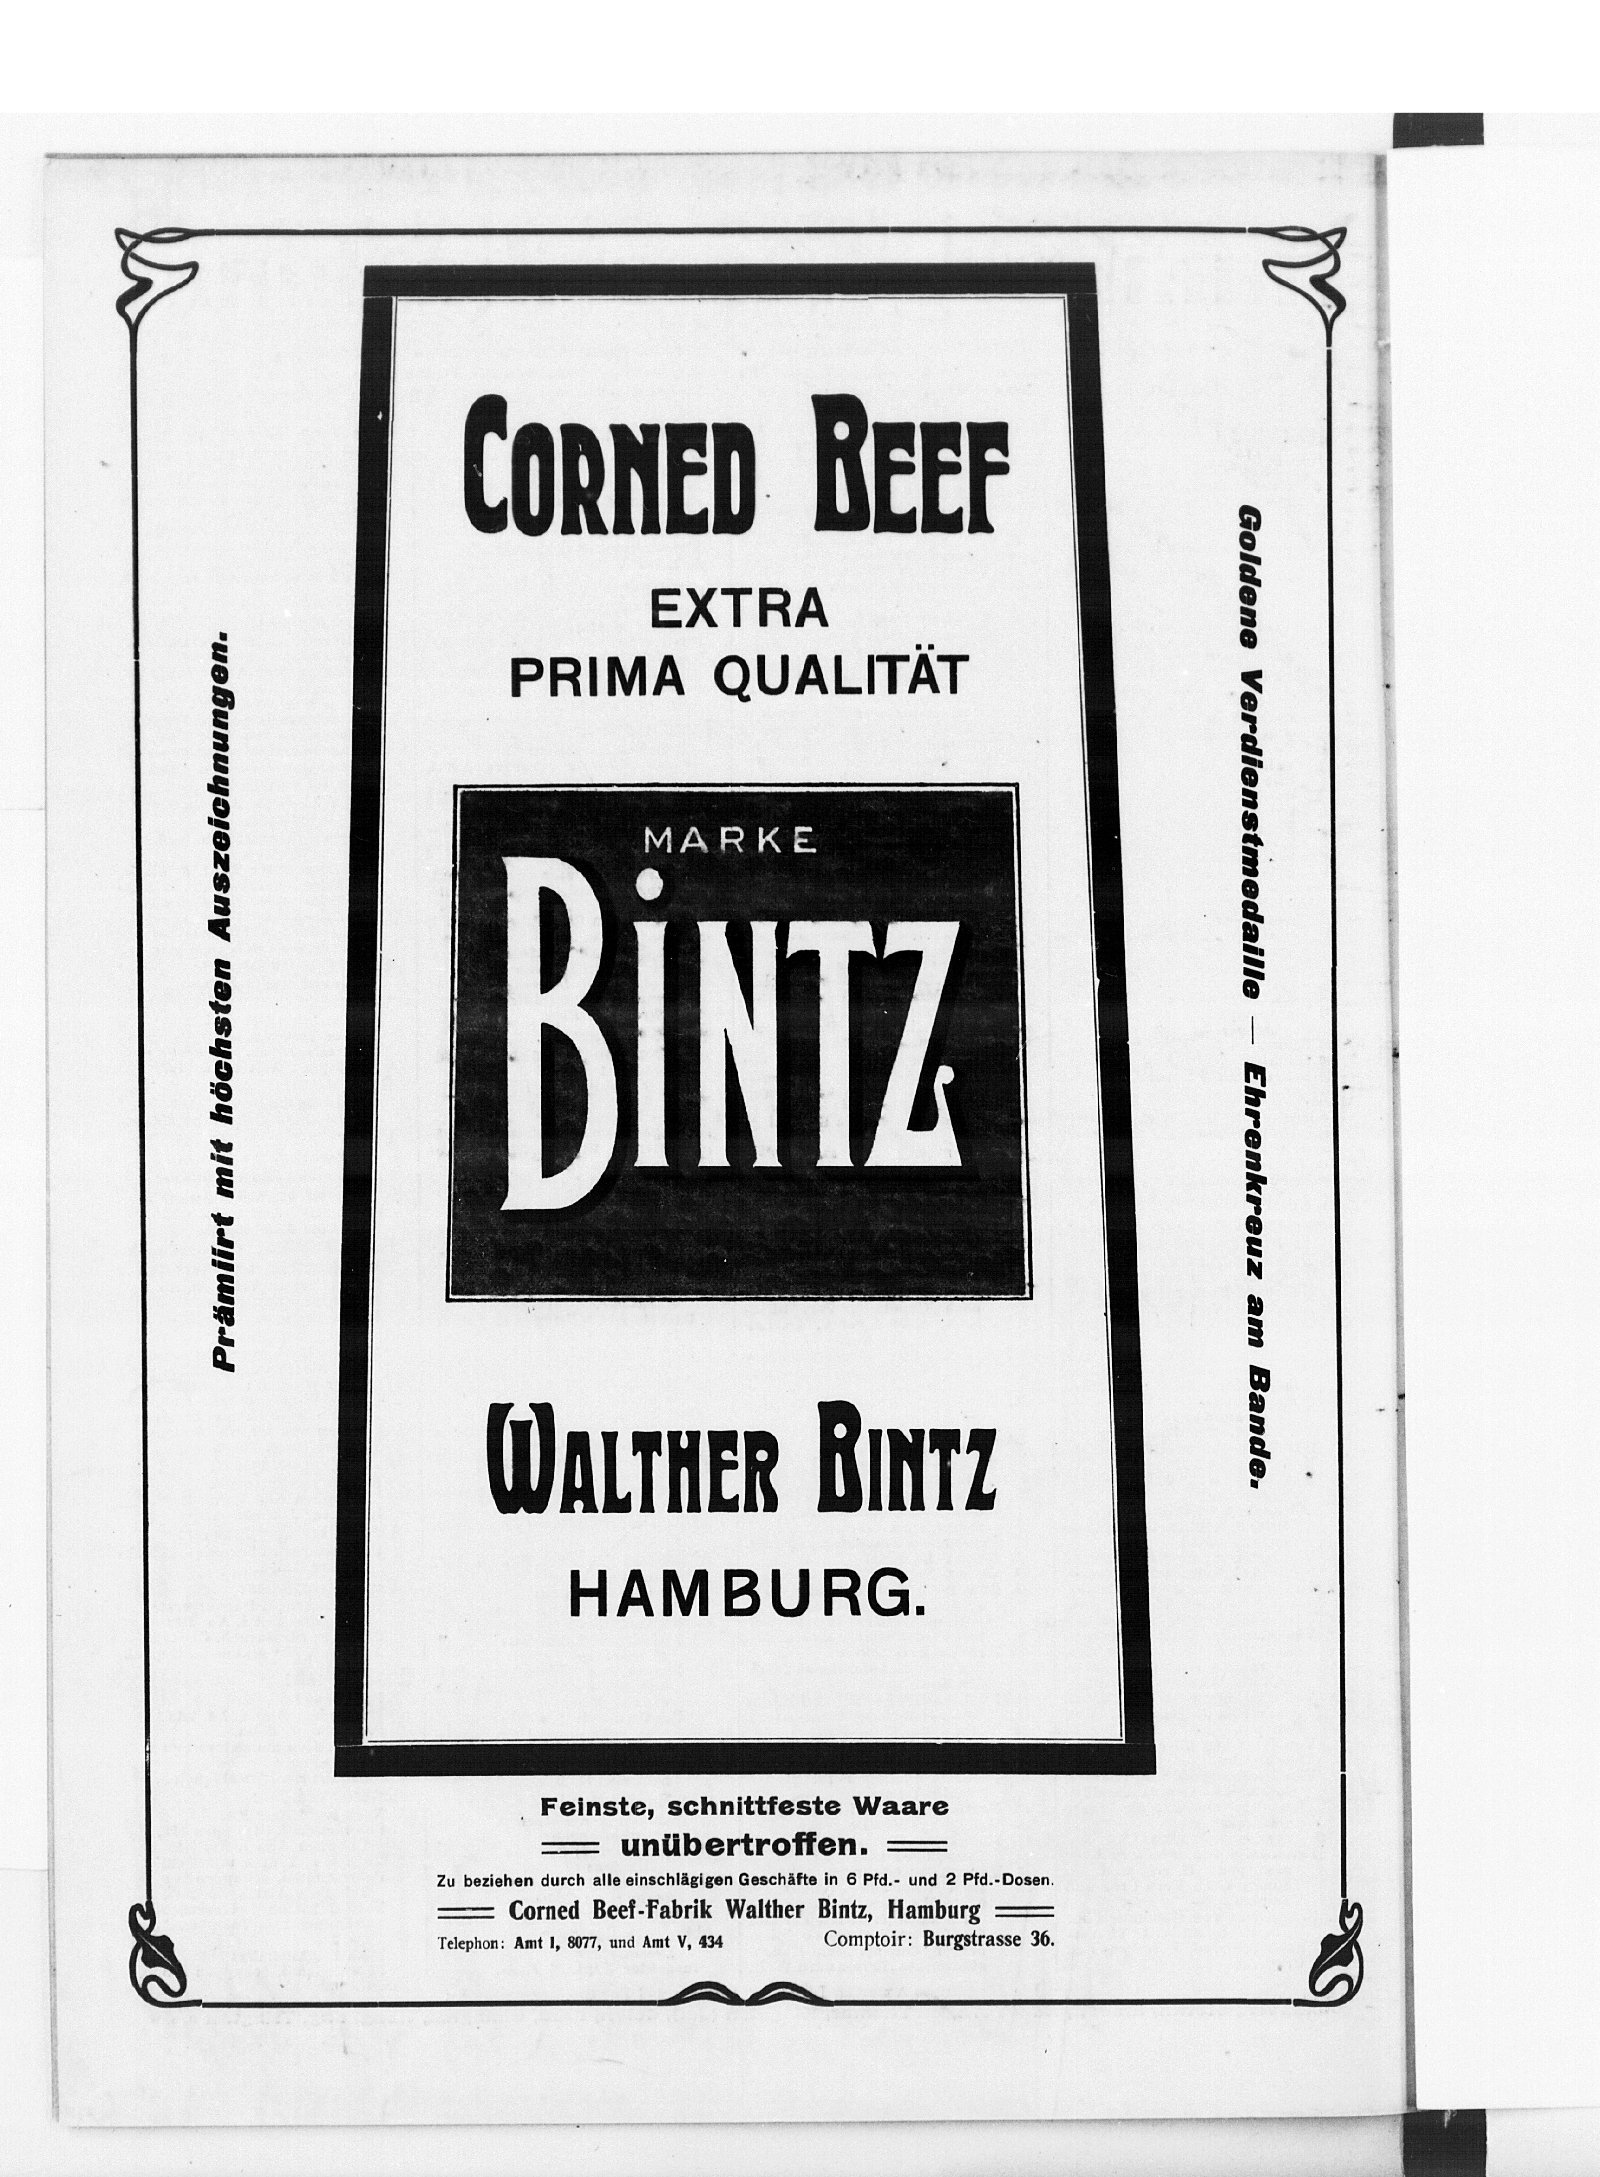 Prämiirt mit höchsten Auszeichnungen.
CORNED BEEF
EXTRA
PRIMA QUALITÄT
MARKE
BINTZ
WALTHER BINTZ
HAMBURG.
Goldene Verdienstmedaille — Ehrenkreuz am Bande.
Feinste, schnittfeste Waare
unübertroffen.
Zu beziehen durch alle einschlägigen Geschäfte in 6 Pfd.- und 2 Pfd.-Dosen.
Corned Beef-Fabrik Walther Bintz, Hamburg
Telephon: Amt I, 8077, und Amt V, 434 Comptoir: Burgstrasse 36.